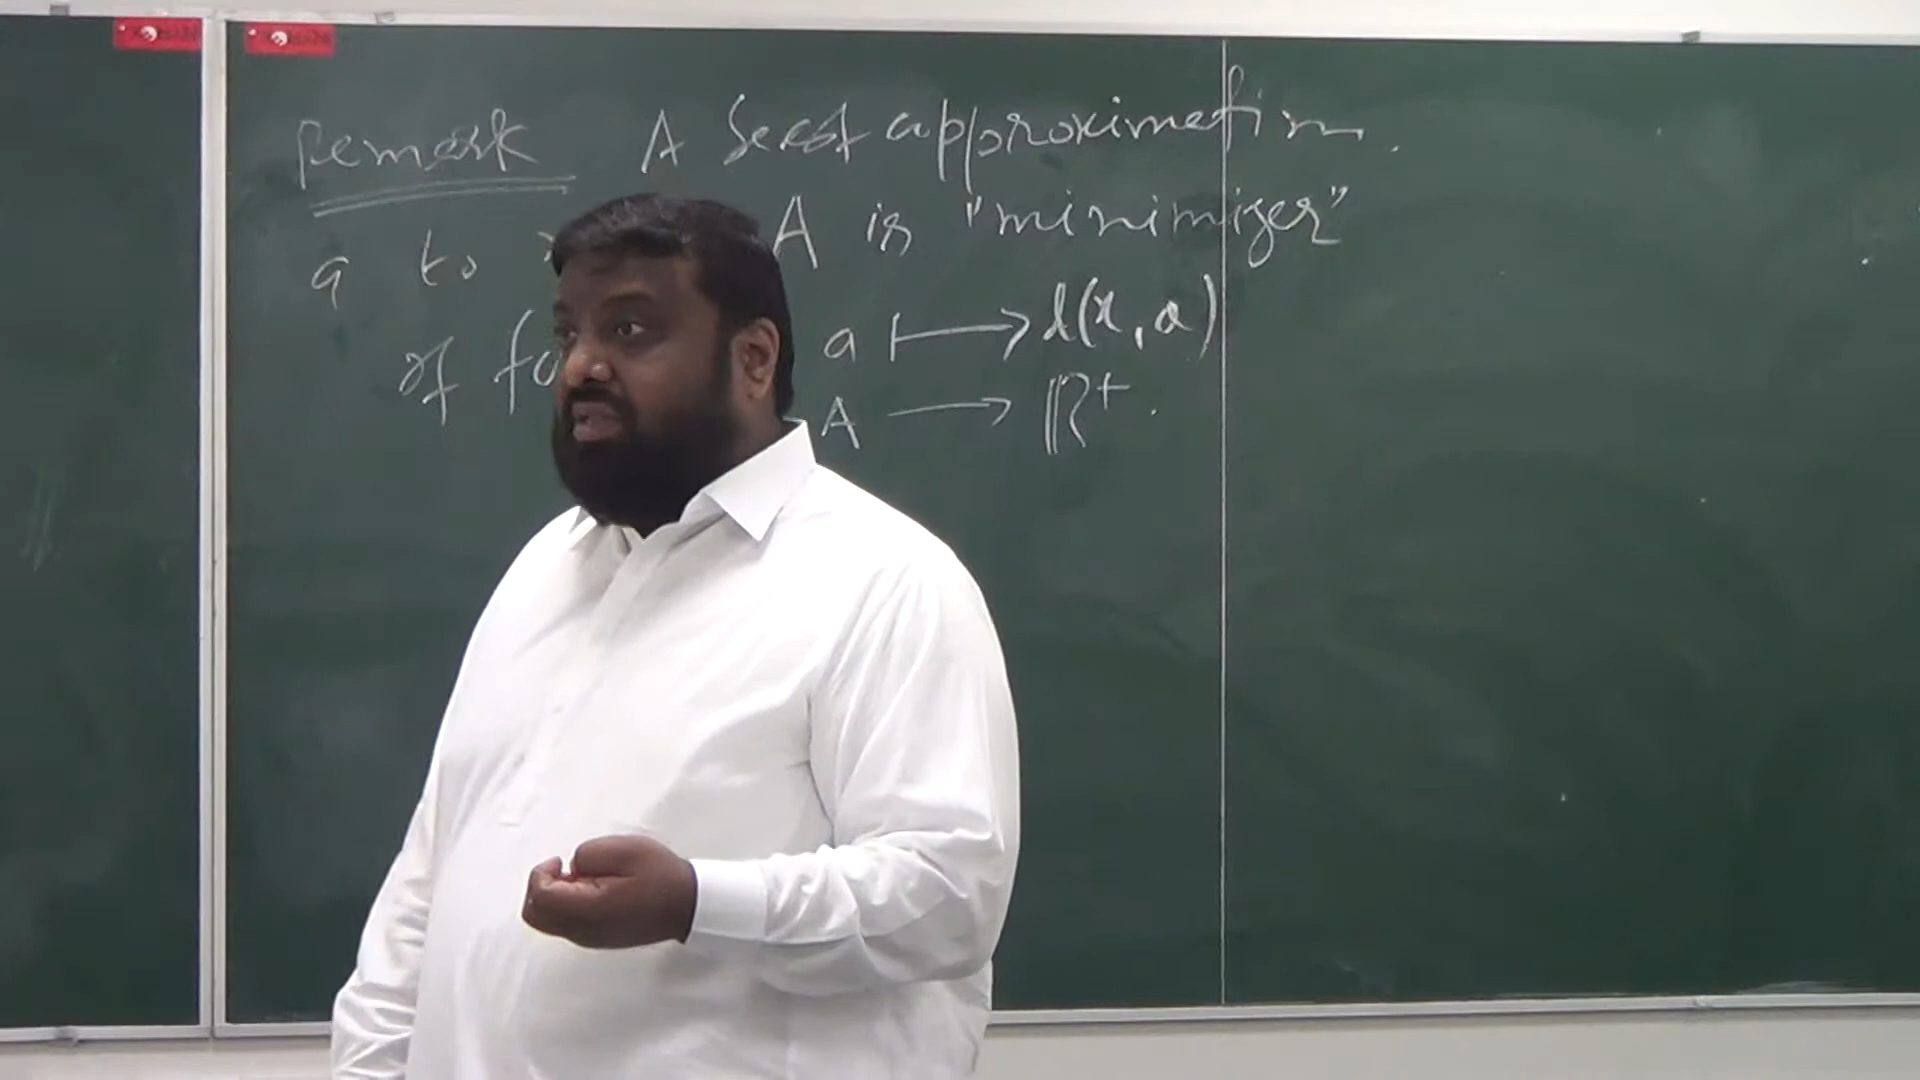 Remark A best approximation.
a to A is "minimizer"
of a ⟼ d(x, a)
A ⟶ ℝ⁺.